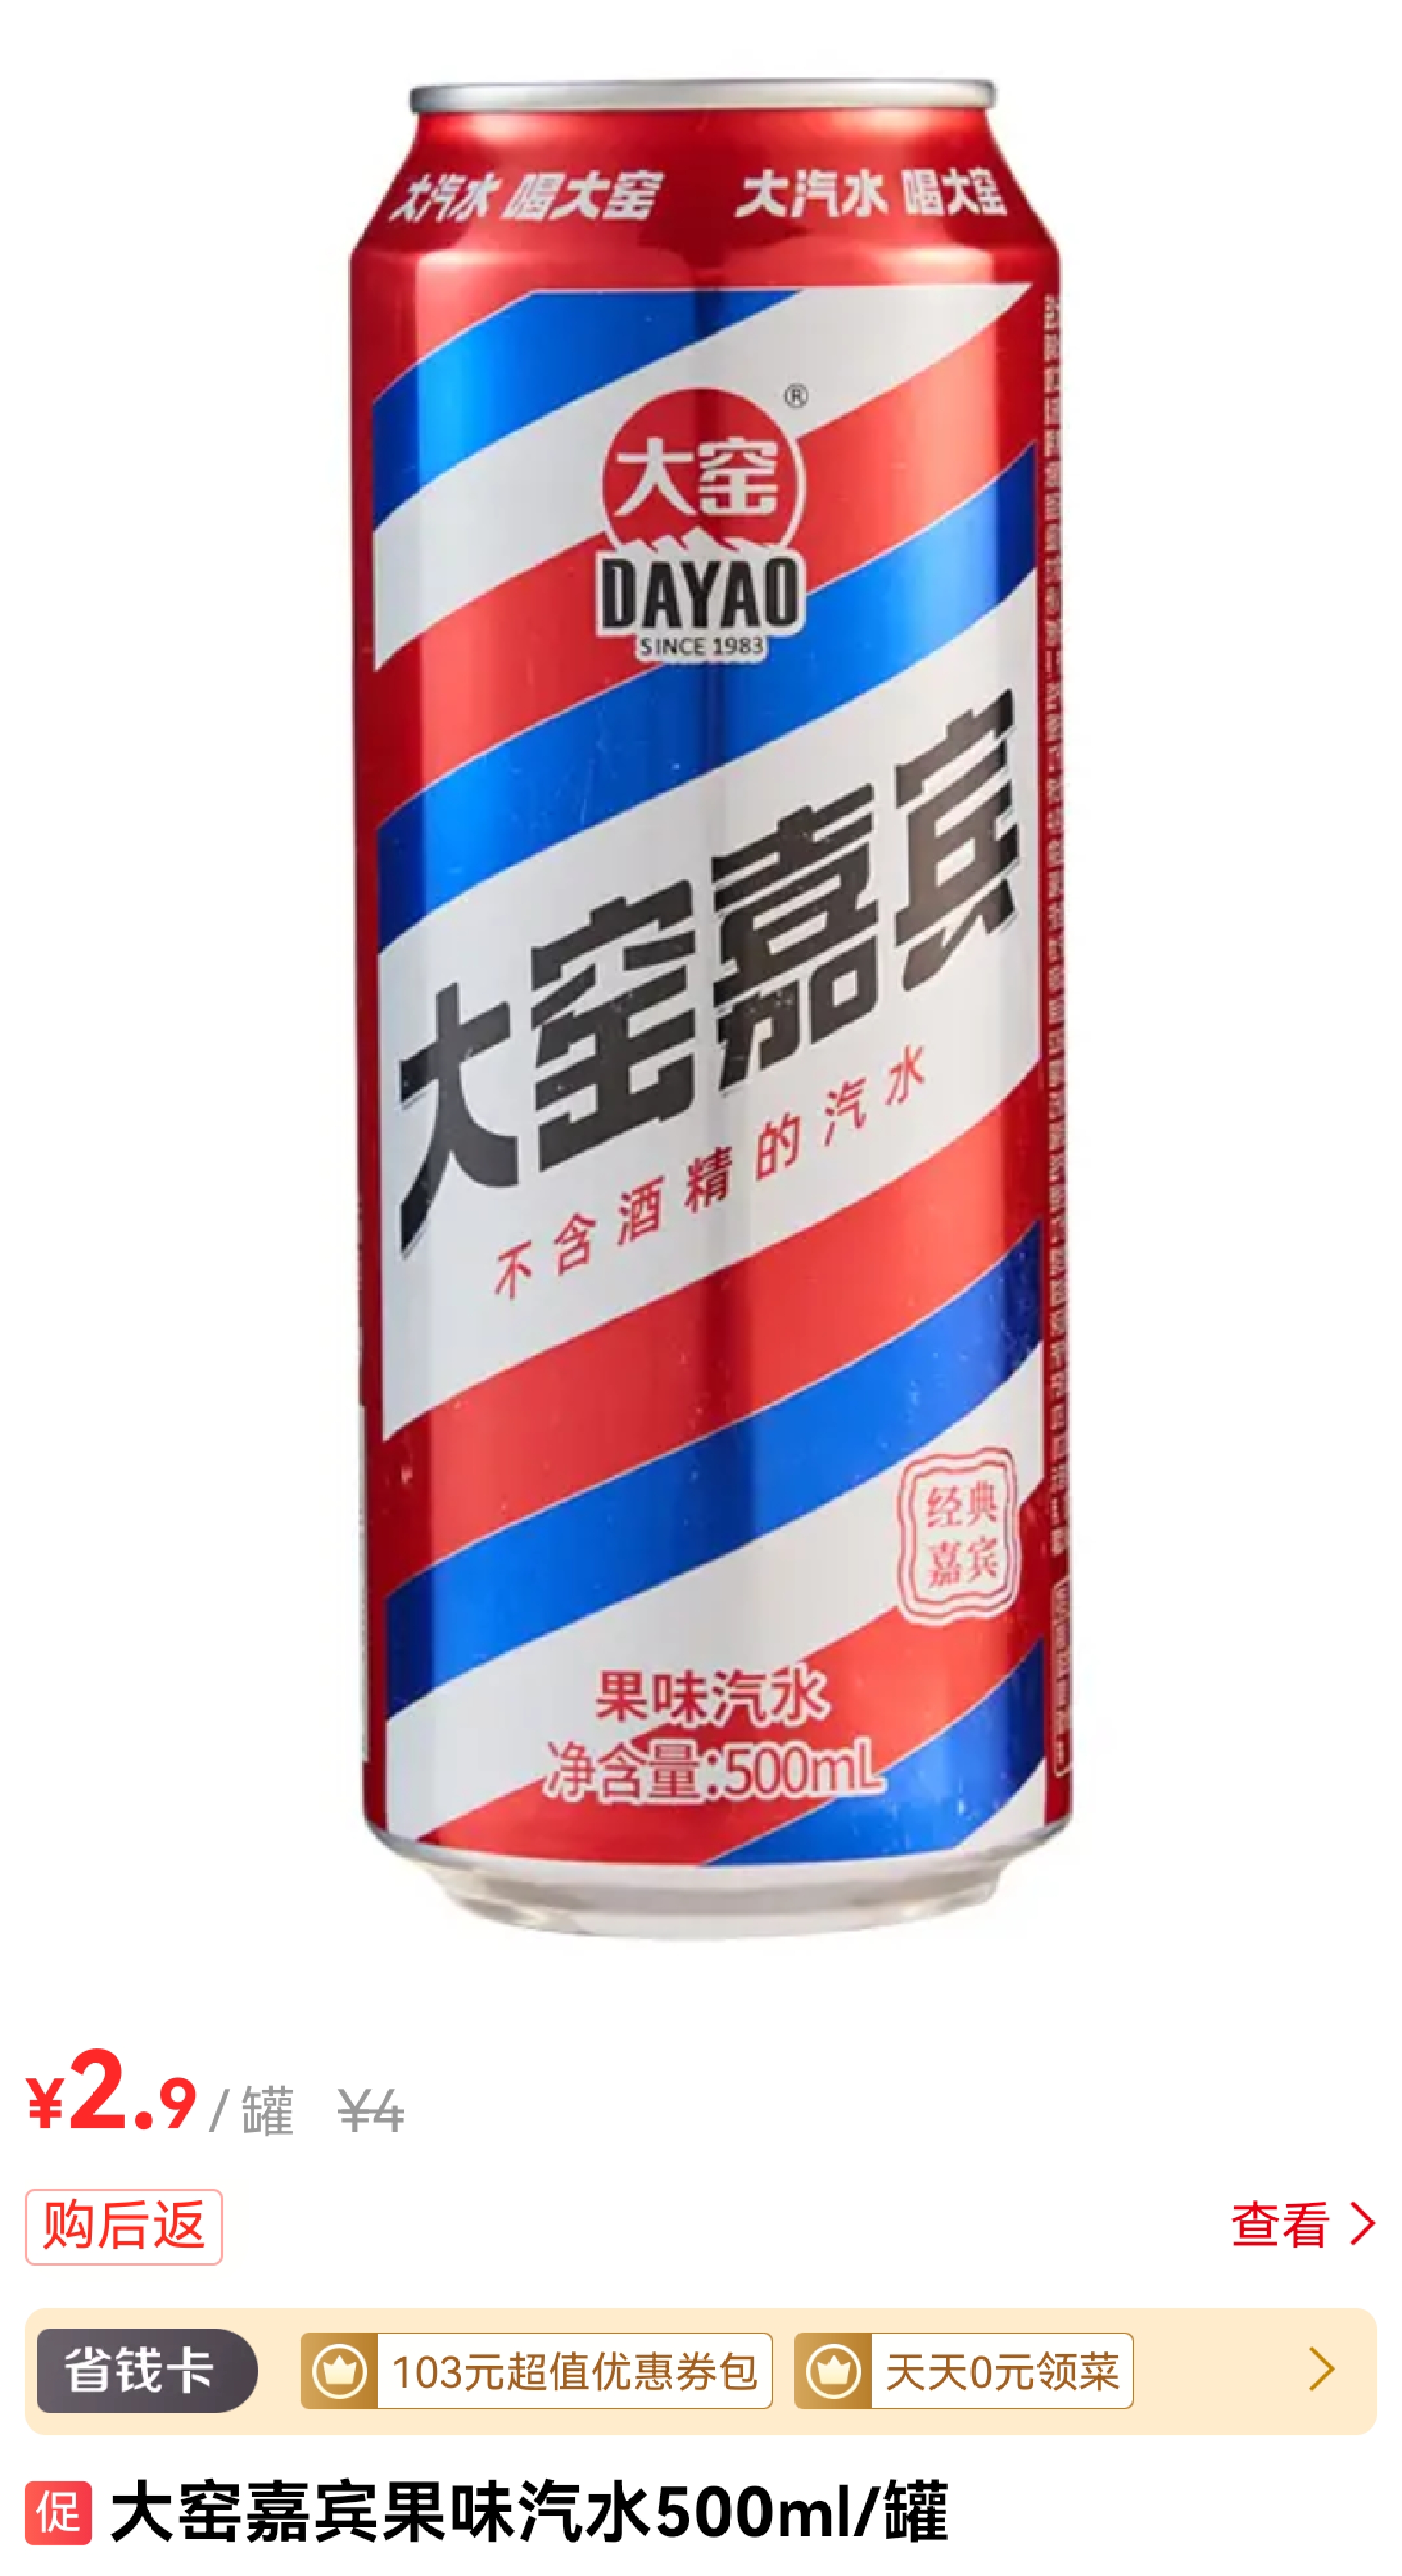 大汽水 喝大窑 大汽水 喝大窑
®
大窑
DAYAO
SINCE 1983
大窑嘉宾
不含酒精的汽水
经典
嘉宾
果味汽水
净含量:500mL
¥2.9/罐 ¥4
购后返 查看
省钱卡 103元超值优惠券包 天天0元领菜
促 大窑嘉宾果味汽水500ml/罐